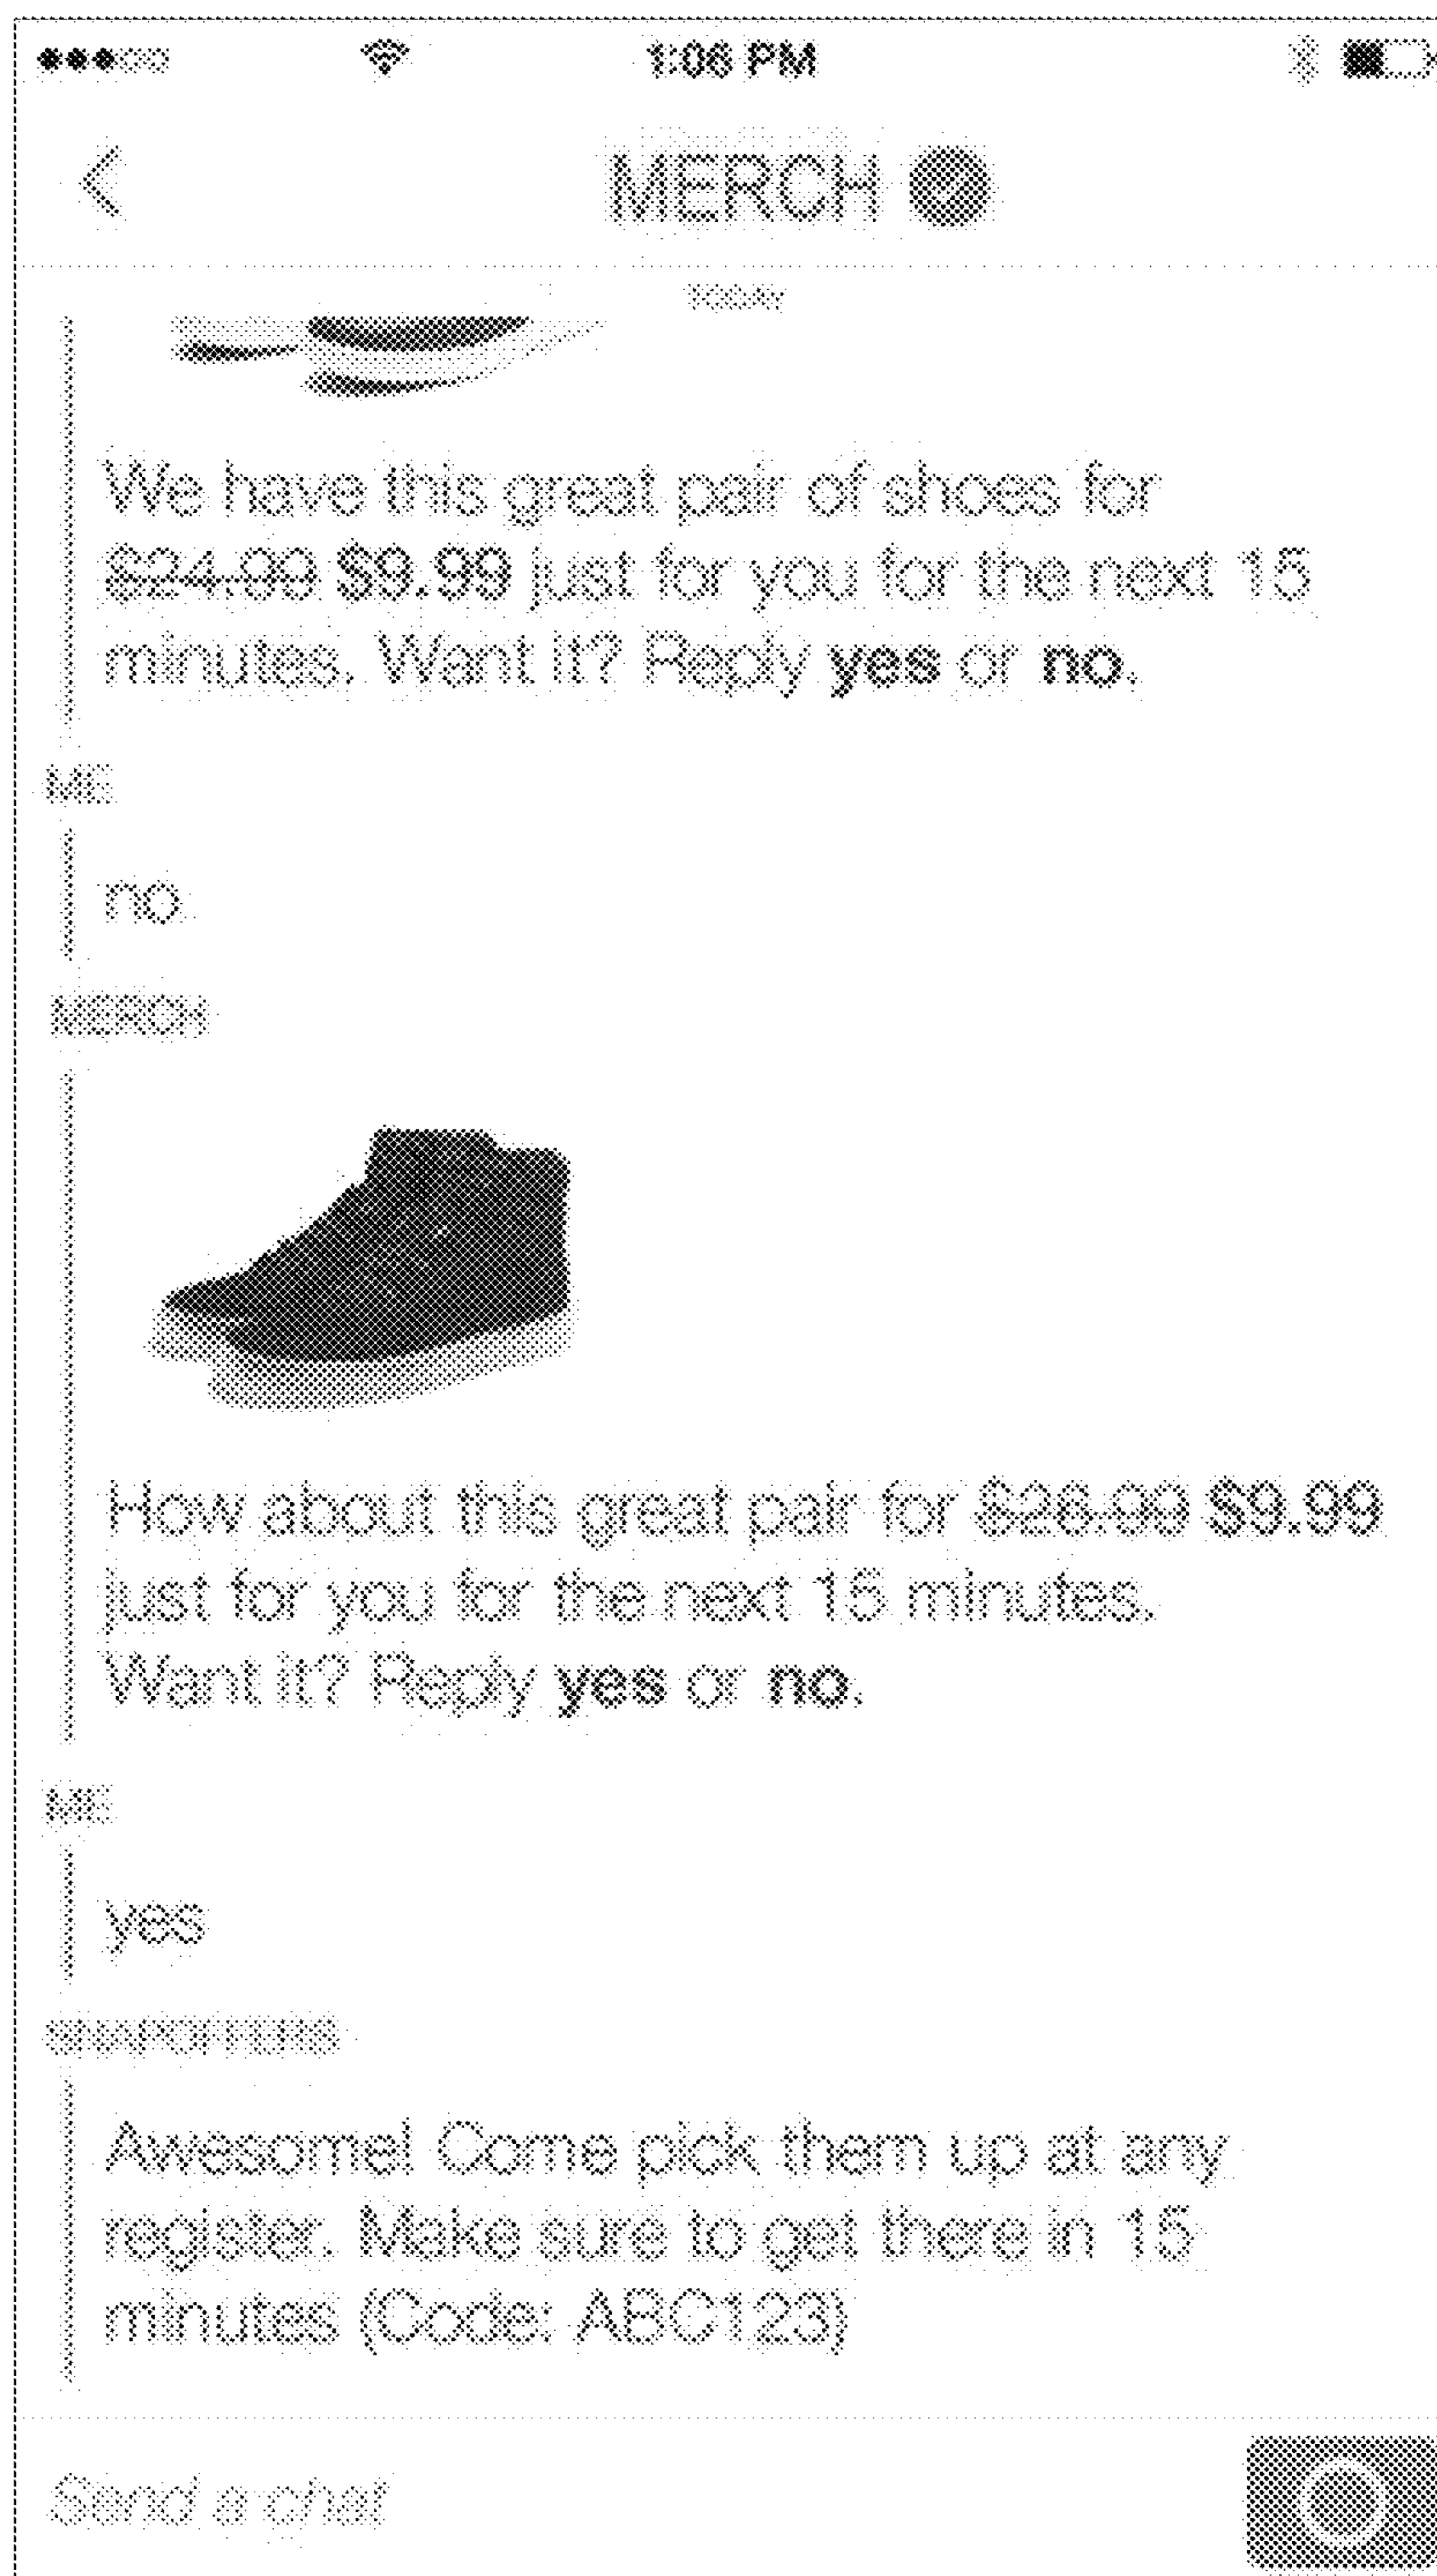 1:06 PM
MERCH
TODAY
We have this great pair of shoes for
$24.99 $9.99 just for you for the next 15
minutes. Want it? Reply yes or no.
ME
no
MERCH
How about this great pair for $26.99 $9.99
just for you for the next 15 minutes.
Want it? Reply yes or no.
ME
yes
SNAPOFFERS
Awesome! Come pick them up at any
register. Make sure to get there in 15
minutes (Code: ABC123)
Send a chat